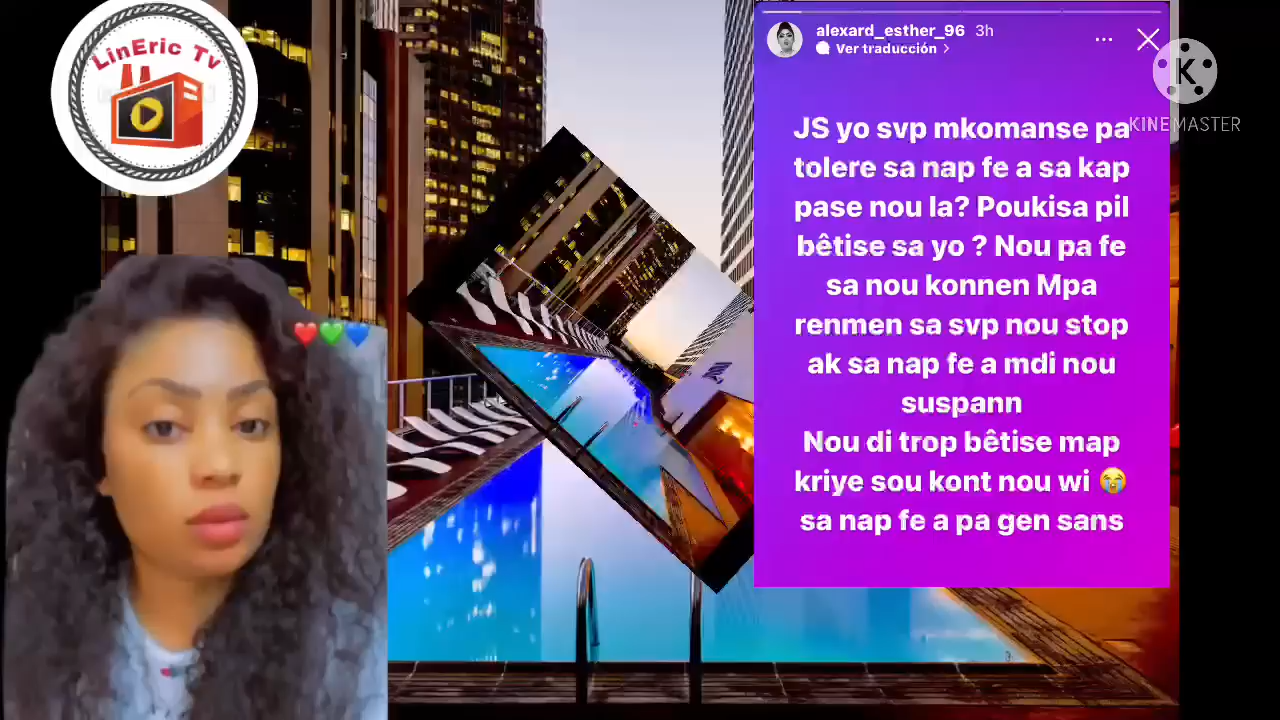 LinEric Tv
alexard_esther_96 3h
Ver traducción >
KINEMASTER
JS yo svp mkomanse pa
tolere sa nap fe a sa kap
pase nou la? Poukisa pil
bêtise sa yo ? Nou pa fe
sa nou konnen Mpa
renmen sa svp nou stop
ak sa nap fe a mdi nou
suspann
Nou di trop bêtise map
kriye sou kont nou wi 😭
sa nap fe a pa gen sans